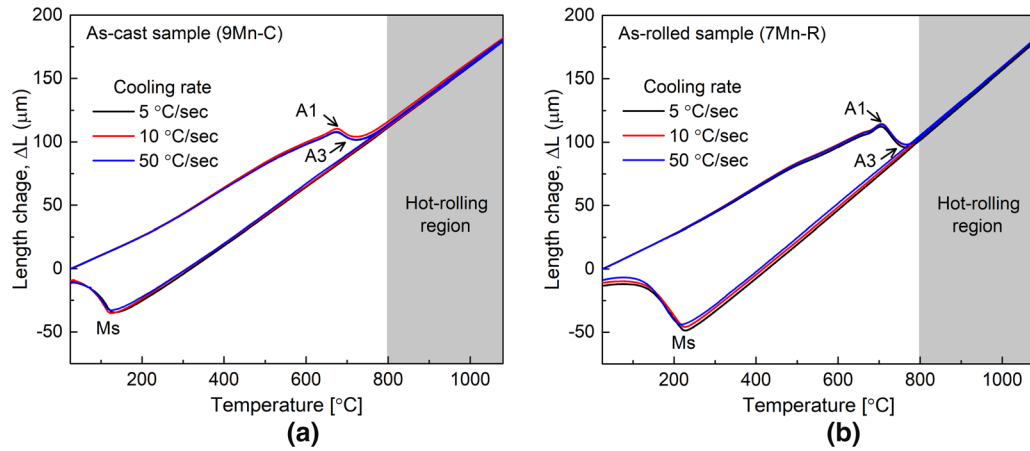 As-cast sample (9Mn-C)
Cooling rate
5 °C/sec
10 °C/sec
50 °C/sec
A1
A3
Ms
Hot-rolling
region
Length chage, ΔL (μm)
200
150
100
50
0
-50
200
400
600
800
1000
Temperature [°C]
(a)
As-rolled sample (7Mn-R)
Cooling rate
5 °C/sec
10 °C/sec
50 °C/sec
A1
A3
Ms
Hot-rolling
region
Length chage, ΔL (μm)
200
150
100
50
0
-50
200
400
600
800
1000
Temperature [°C]
(b)